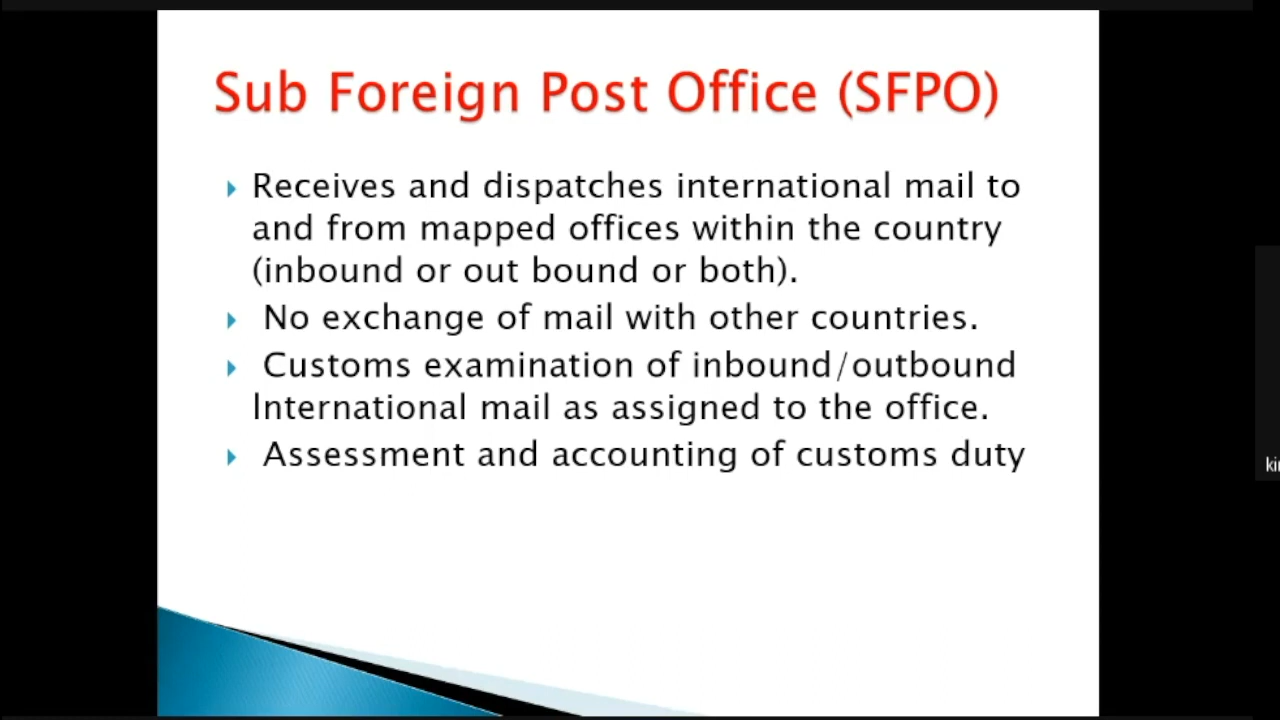 Sub Foreign Post Office (SFPO)
Receives and dispatches international mail to
and from mapped offices within the country
(inbound or out bound or both).
No exchange of mail with other countries.
Customs examination of inbound/outbound
International mail as assigned to the office.
Assessment and accounting of customs duty